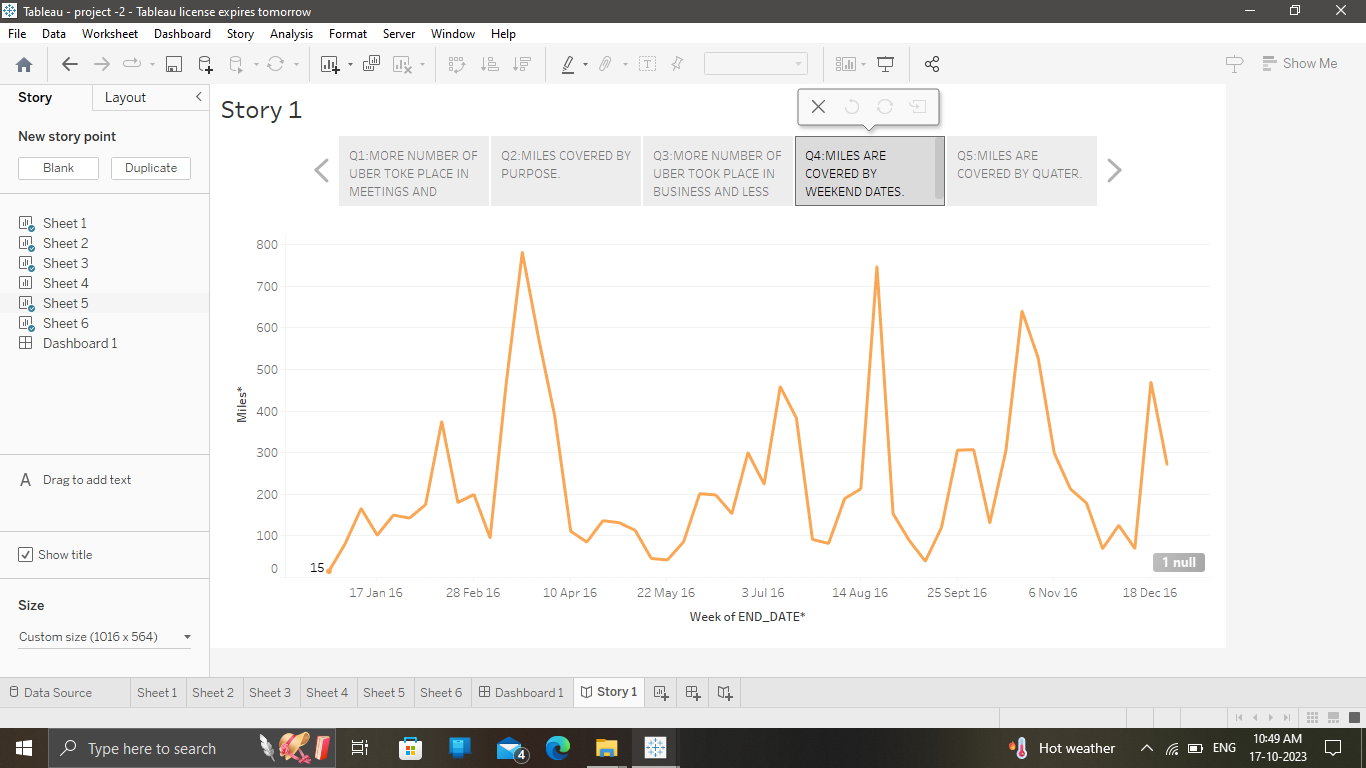 Tableau - project -2 - Tableau license expires tomorrow
File Data Worksheet Dashboard Story Analysis Format Server Window Help
Show Me
Story
Layout
New story point
Blank
Duplicate
Sheet 1
Sheet 2
Sheet 3
Sheet 4
Sheet 5
Sheet 6
Dashboard 1
A Drag to add text
Show title
Size
Custom size (1016 x 564)
Story 1
Q1:MORE NUMBER OF
UBER TOKE PLACE IN
MEETINGS AND
Q2:MILES COVERED BY
PURPOSE.
Q3:MORE NUMBER OF
UBER TOOK PLACE IN
BUSINESS AND LESS
Q4:MILES ARE
COVERED BY
WEEKEND DATES.
Q5:MILES ARE
COVERED BY QUATER.
800
700
600
500
400
300
200
100
0
Miles*
15
1 null
17 Jan 16
28 Feb 16
10 Apr 16
22 May 16
3 Jul 16
14 Aug 16
25 Sept 16
6 Nov 16
18 Dec 16
Week of END_DATE*
Data Source
Sheet 1
Sheet 2
Sheet 3
Sheet 4
Sheet 5
Sheet 6
Dashboard 1
Story 1
Type here to search
4
Hot weather
ENG
10:49 AM
17-10-2023